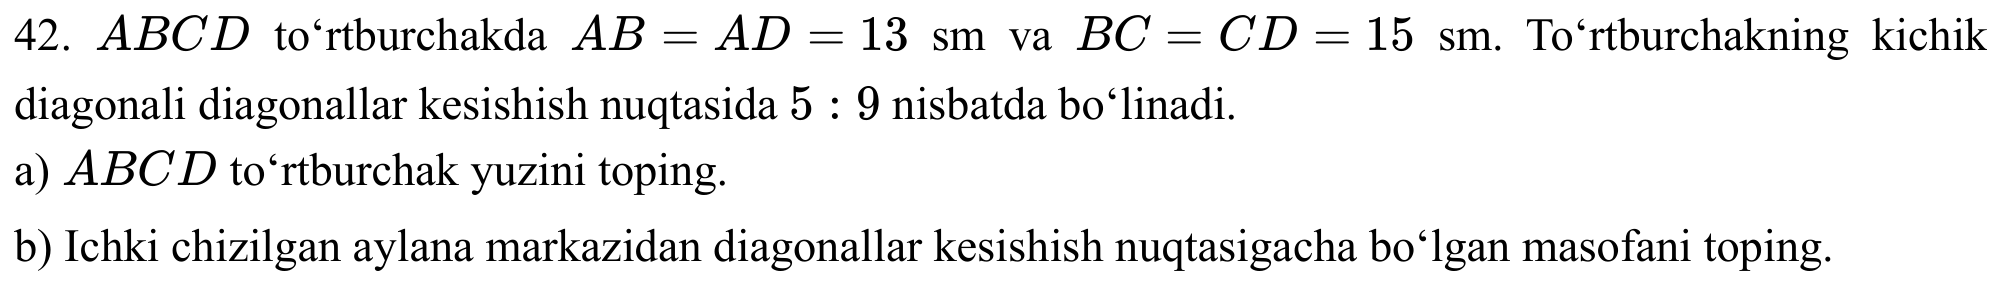 42. ABCD to‘rtburchakda AB = AD = 13 sm va BC = CD = 15 sm. To‘rtburchakning kichik
diagonali diagonallar kesishish nuqtasida 5 : 9 nisbatda bo‘linadi.
a) ABCD to‘rtburchak yuzini toping.
b) Ichki chizilgan aylana markazidan diagonallar kesishish nuqtasigacha bo‘lgan masofani toping.